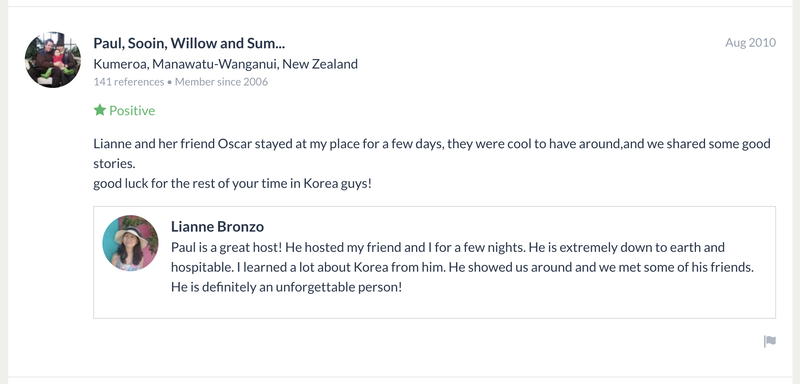 Paul, Sooin, Willow and Sum...
Aug 2010
Kumeroa, Manawatu-Wanganui, New Zealand
141 references • Member since 2006
Positive
Lianne and her friend Oscar stayed at my place for a few days, they were cool to have around,and we shared some good
stories.
good luck for the rest of your time in Korea guys!
Lianne Bronzo
Paul is a great host! He hosted my friend and I for a few nights. He is extremely down to earth and
hospitable. I learned a lot about Korea from him. He showed us around and we met some of his friends.
He is definitely an unforgettable person!